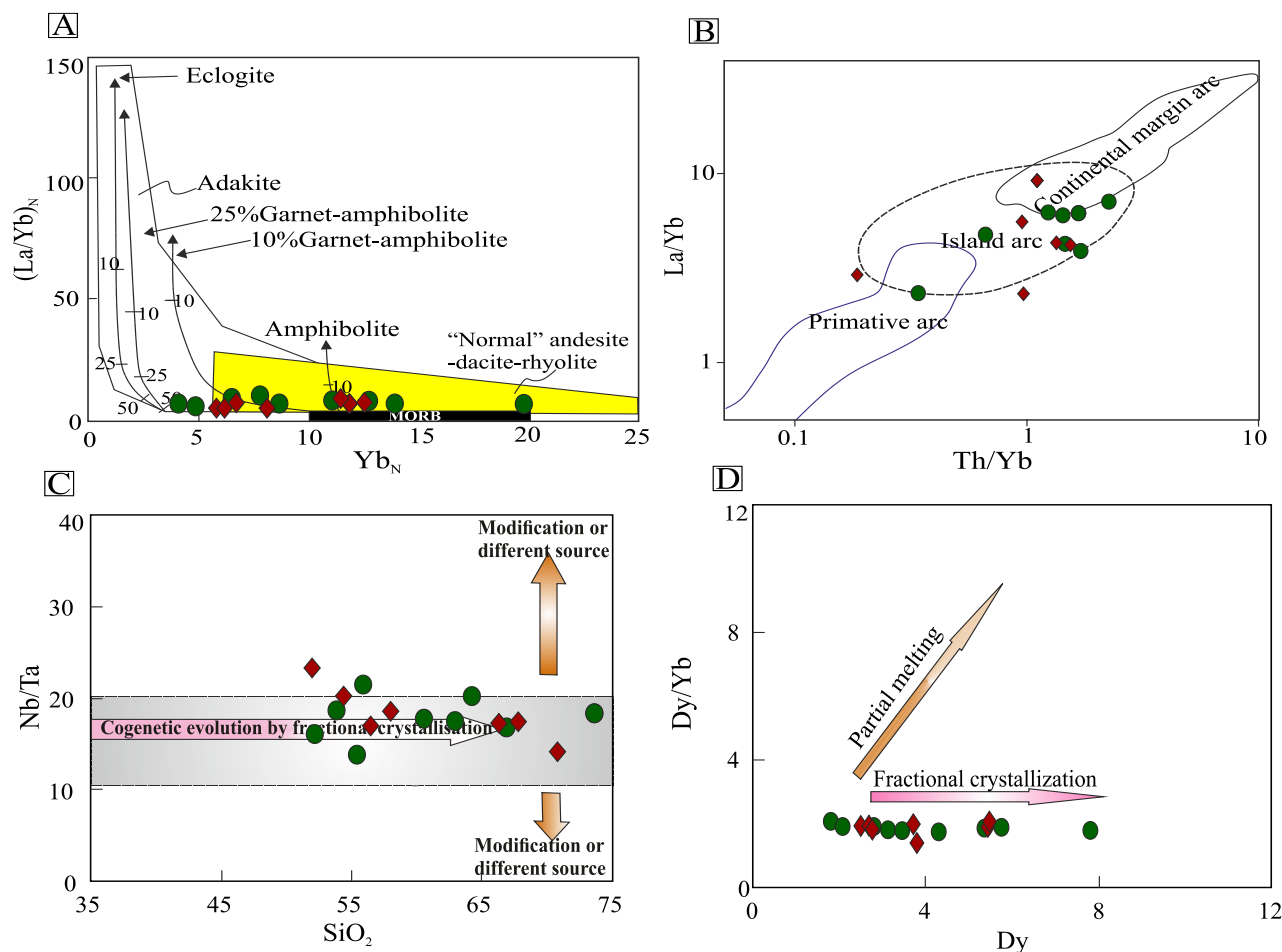 A
150
100
50
0
(La/Yb)N
Eclogite
Adakite
25%Garnet-amphibolite
10%Garnet-amphibolite
Amphibolite
“Normal” andesite
-dacite-rhyolite
10
10
10
10
25
25
50
50
MORB
0
5
10
15
20
25
YbN
B
10
1
La/Yb
Continental margin arc
Island arc
Primative arc
0.1
1
10
Th/Yb
C
40
30
20
10
0
Nb/Ta
Modification or
different source
Cogenetic evolution by fractional crystallisation
Modification or
different source
35
45
55
65
75
SiO2
D
12
8
4
0
Dy/Yb
Partial melting
Fractional crystallization
0
4
8
12
Dy